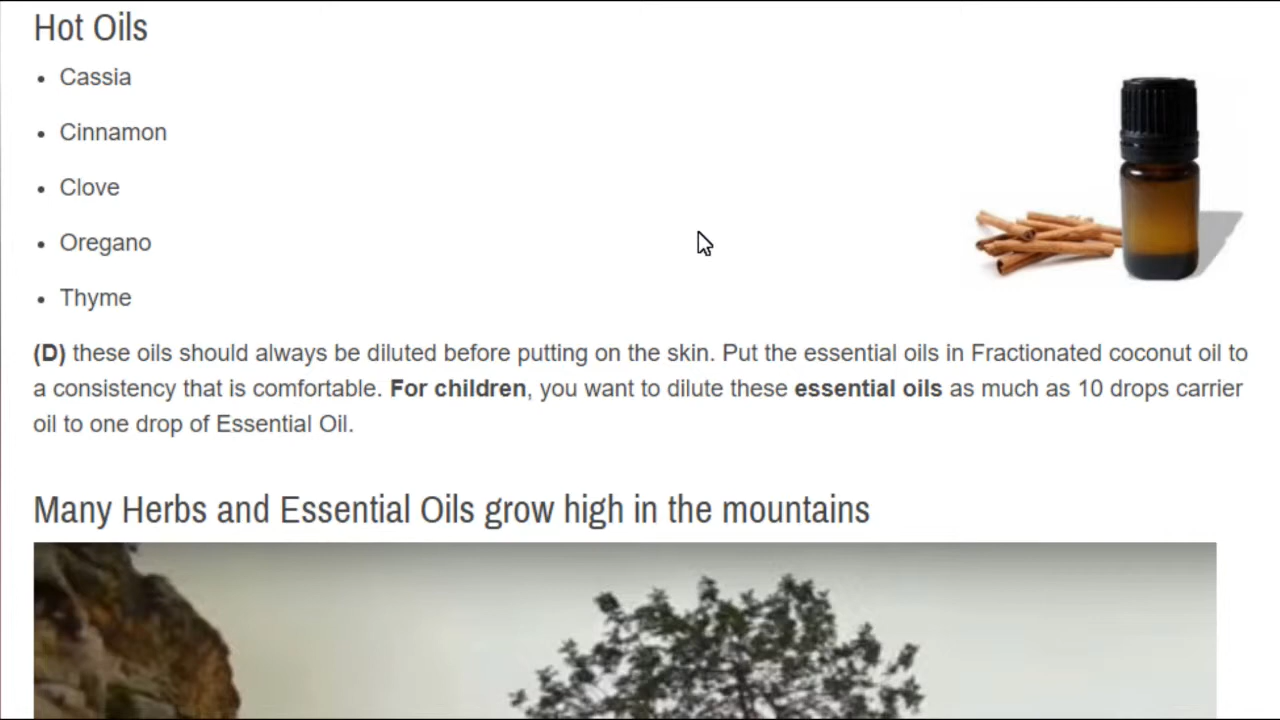 Hot Oils
Cassia
Cinnamon
Clove
Oregano
Thyme
(D) these oils should always be diluted before putting on the skin. Put the essential oils in Fractionated coconut oil to
a consistency that is comfortable. For children, you want to dilute these essential oils as much as 10 drops carrier
oil to one drop of Essential Oil.
Many Herbs and Essential Oils grow high in the mountains